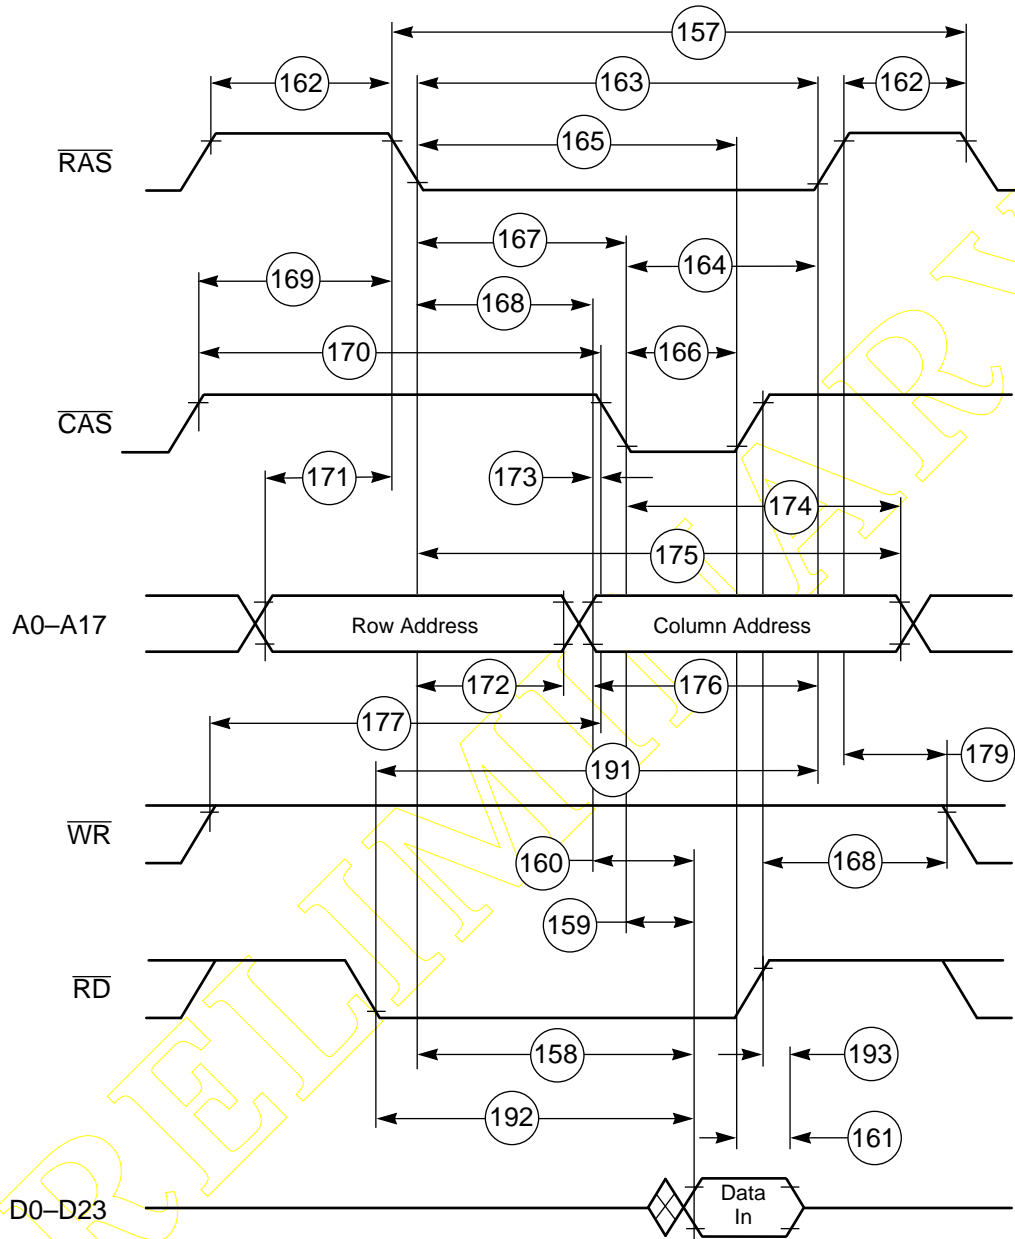 157
162
163
162
165
RAS
167
164
169
168
170
166
CAS
171
173
174
175
A0–A17
Row Address
Column Address
172
176
177
179
191
WR
160
168
159
RD
158
193
192
161
D0–D23
Data
In
PRELIMINARY